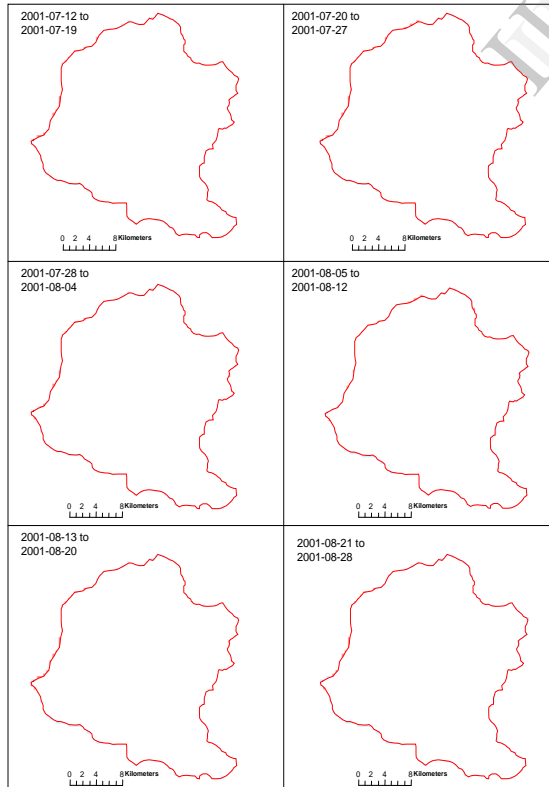 2001-07-12 to
2001-07-19
0 2 4 8 Kilometers
2001-07-20 to
2001-07-27
0 2 4 8 Kilometers
2001-07-28 to
2001-08-04
0 2 4 6 8 Kilometers
2001-08-05 to
2001-08-12
0 2 4 6 8 Kilometers
2001-08-13 to
2001-08-20
0 2 4 6 8 Kilometers
2001-08-21 to
2001-08-28
0 2 4 8 Kilometers